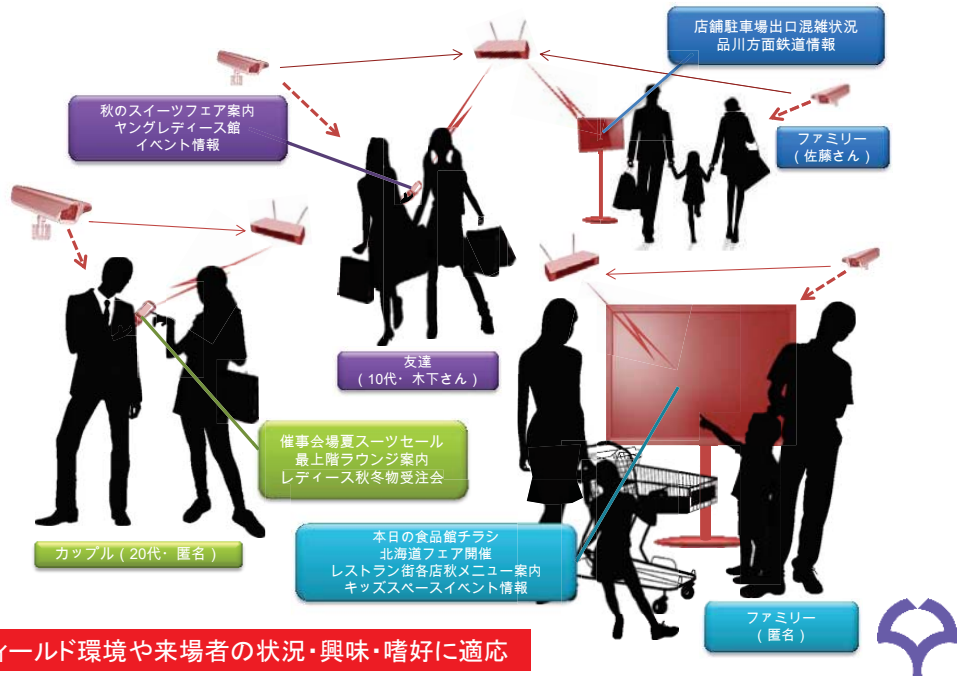 店舗駐車場出口混雑状況
品川方面鉄道情報
秋のスイーツフェア案内
ヤングレディース館
イベント情報
ファミリー
(佐藤さん)
友達
(10代・木下さん)
催事会場夏スーツセール
最上階ラウンジ案内
レディース秋冬物受注会
カップル(20代・匿名)
本日の食品館チラシ
北海道フェア開催
レストラン街各店秋メニュー案内
キッズスペースイベント情報
ファミリー
(匿名)
ィールド環境や来場者の状況・興味・嗜好に適応